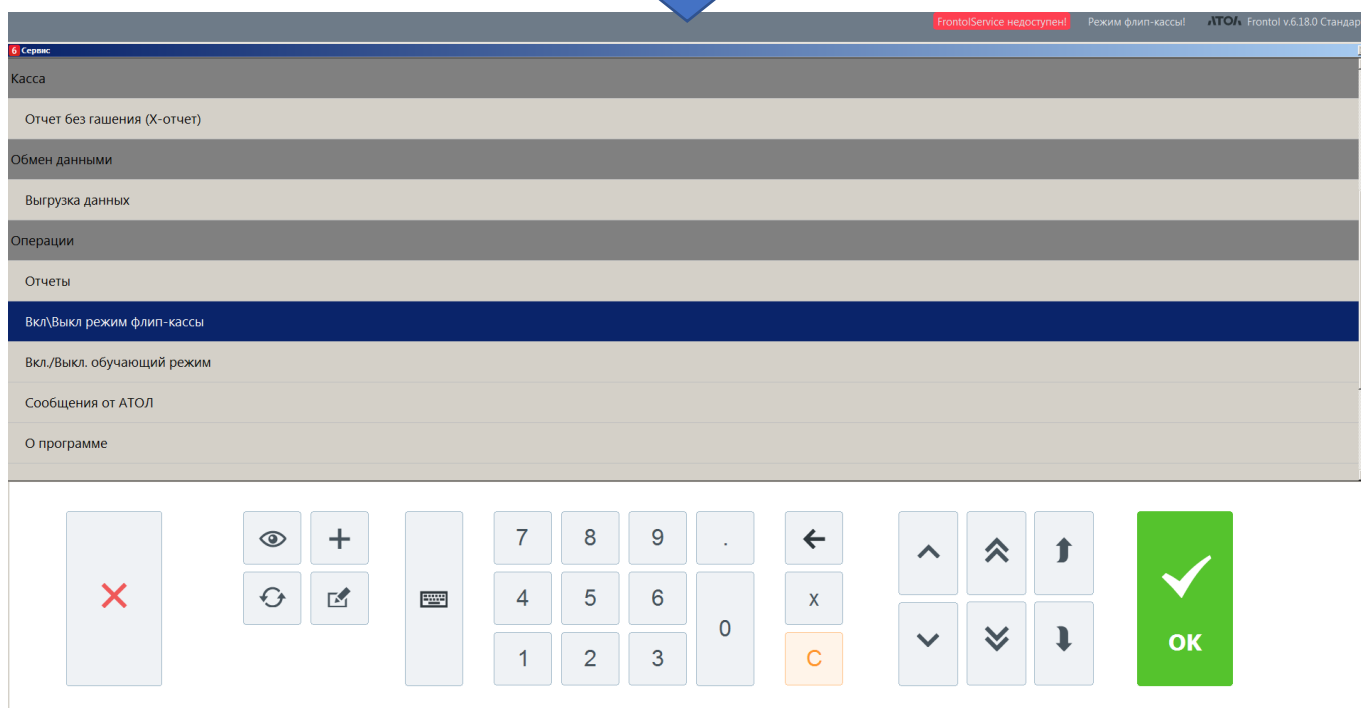 FrontolService недоступен! Режим флип-кассы! АТОЛ Frontol v.6.18.0 Стандар
6 Сервис
Касса
Отчет без гашения (X-отчет)
Обмен данными
Выгрузка данных
Операции
Отчеты
Вкл\Выкл режим флип-кассы
Вкл./Выкл. обучающий режим
Сообщения от АТОЛ
О программе
7 8 9 .
4 5 6 0 X
1 2 3 C
OK